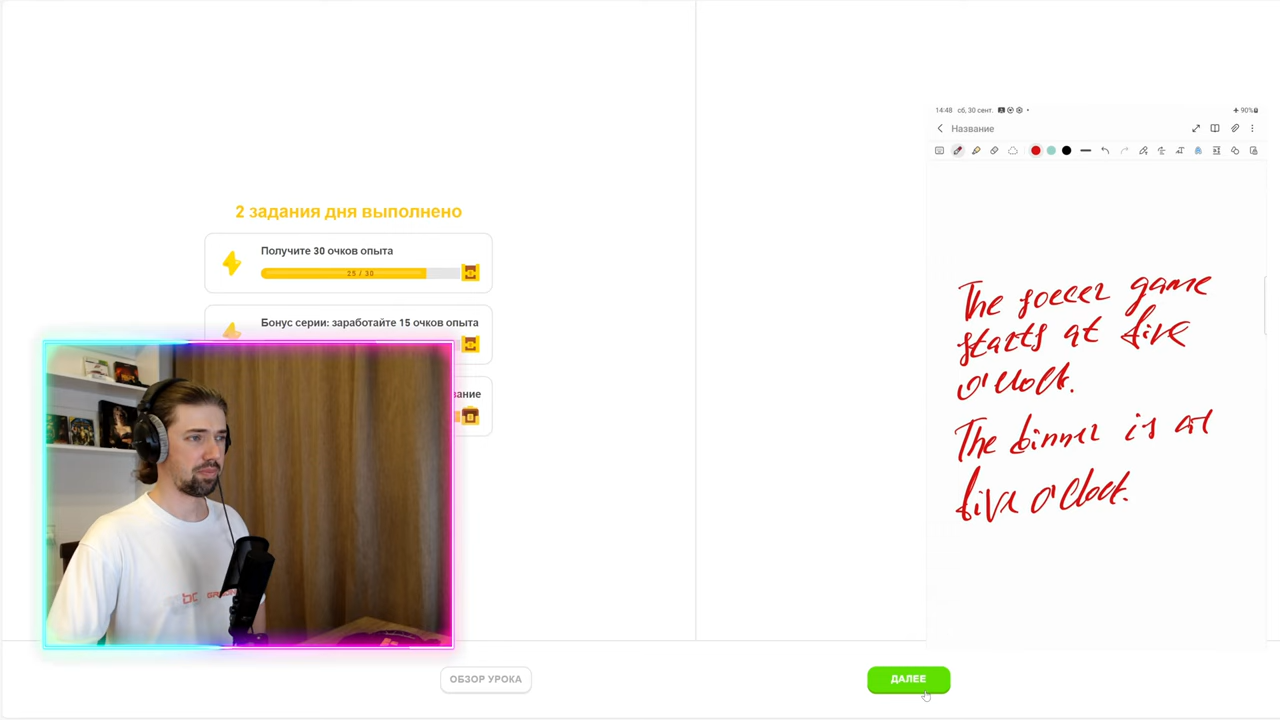 2 задания дня выполнено
Получите 30 очков опыта
25 / 30
Бонус серии: заработайте 15 очков опыта
ОБЗОР УРОКА
ДАЛЕЕ
14:48 сб, 30 сент.
90%
Название
The soccer game
starts at five
o'clock.
The dinner is at
five o'clock.